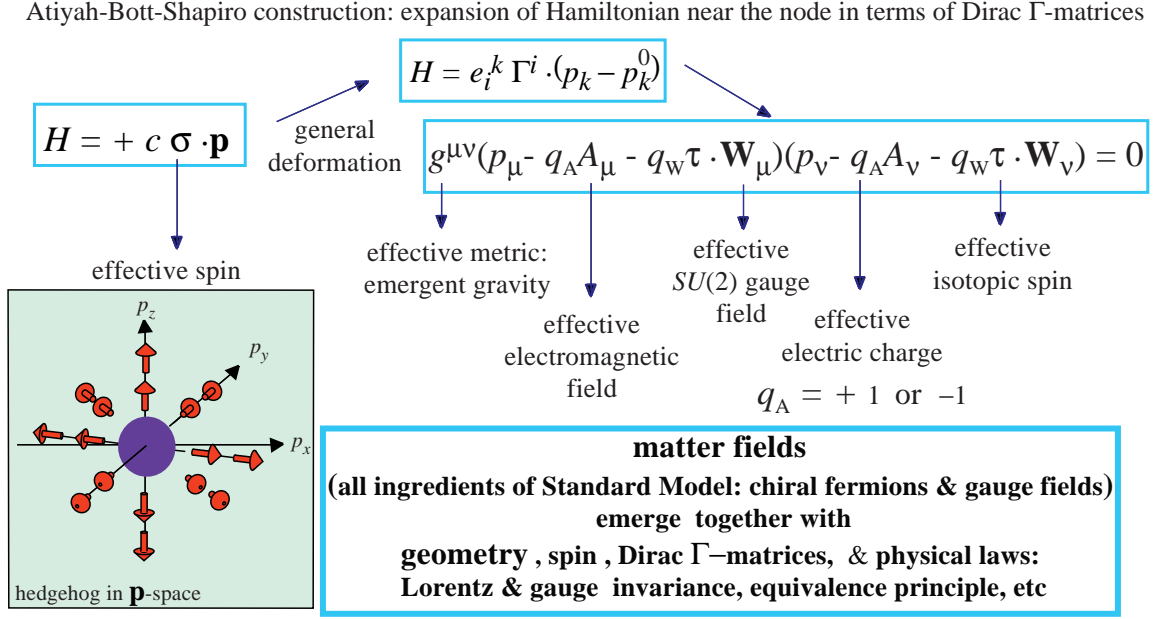 Atiyah-Bott-Shapiro construction: expansion of Hamiltonian near the node in terms of Dirac Γ-matrices
H = e_i^k Γ^i ·(p_k – p_k^0)
H = + c σ ·p
general
deformation
g^μν(p_μ - q_A A_μ - q_W τ · W_μ)(p_ν - q_A A_ν - q_W τ · W_ν) = 0
effective spin
effective metric:
emergent gravity
effective
electromagnetic
field
effective
SU(2) gauge
field
effective
electric charge
q_A = + 1 or –1
effective
isotopic spin
p_z
p_y
p_x
hedgehog in p-space
matter fields
(all ingredients of Standard Model: chiral fermions & gauge fields)
emerge together with
geometry , spin , Dirac Γ–matrices, & physical laws:
Lorentz & gauge invariance, equivalence principle, etc